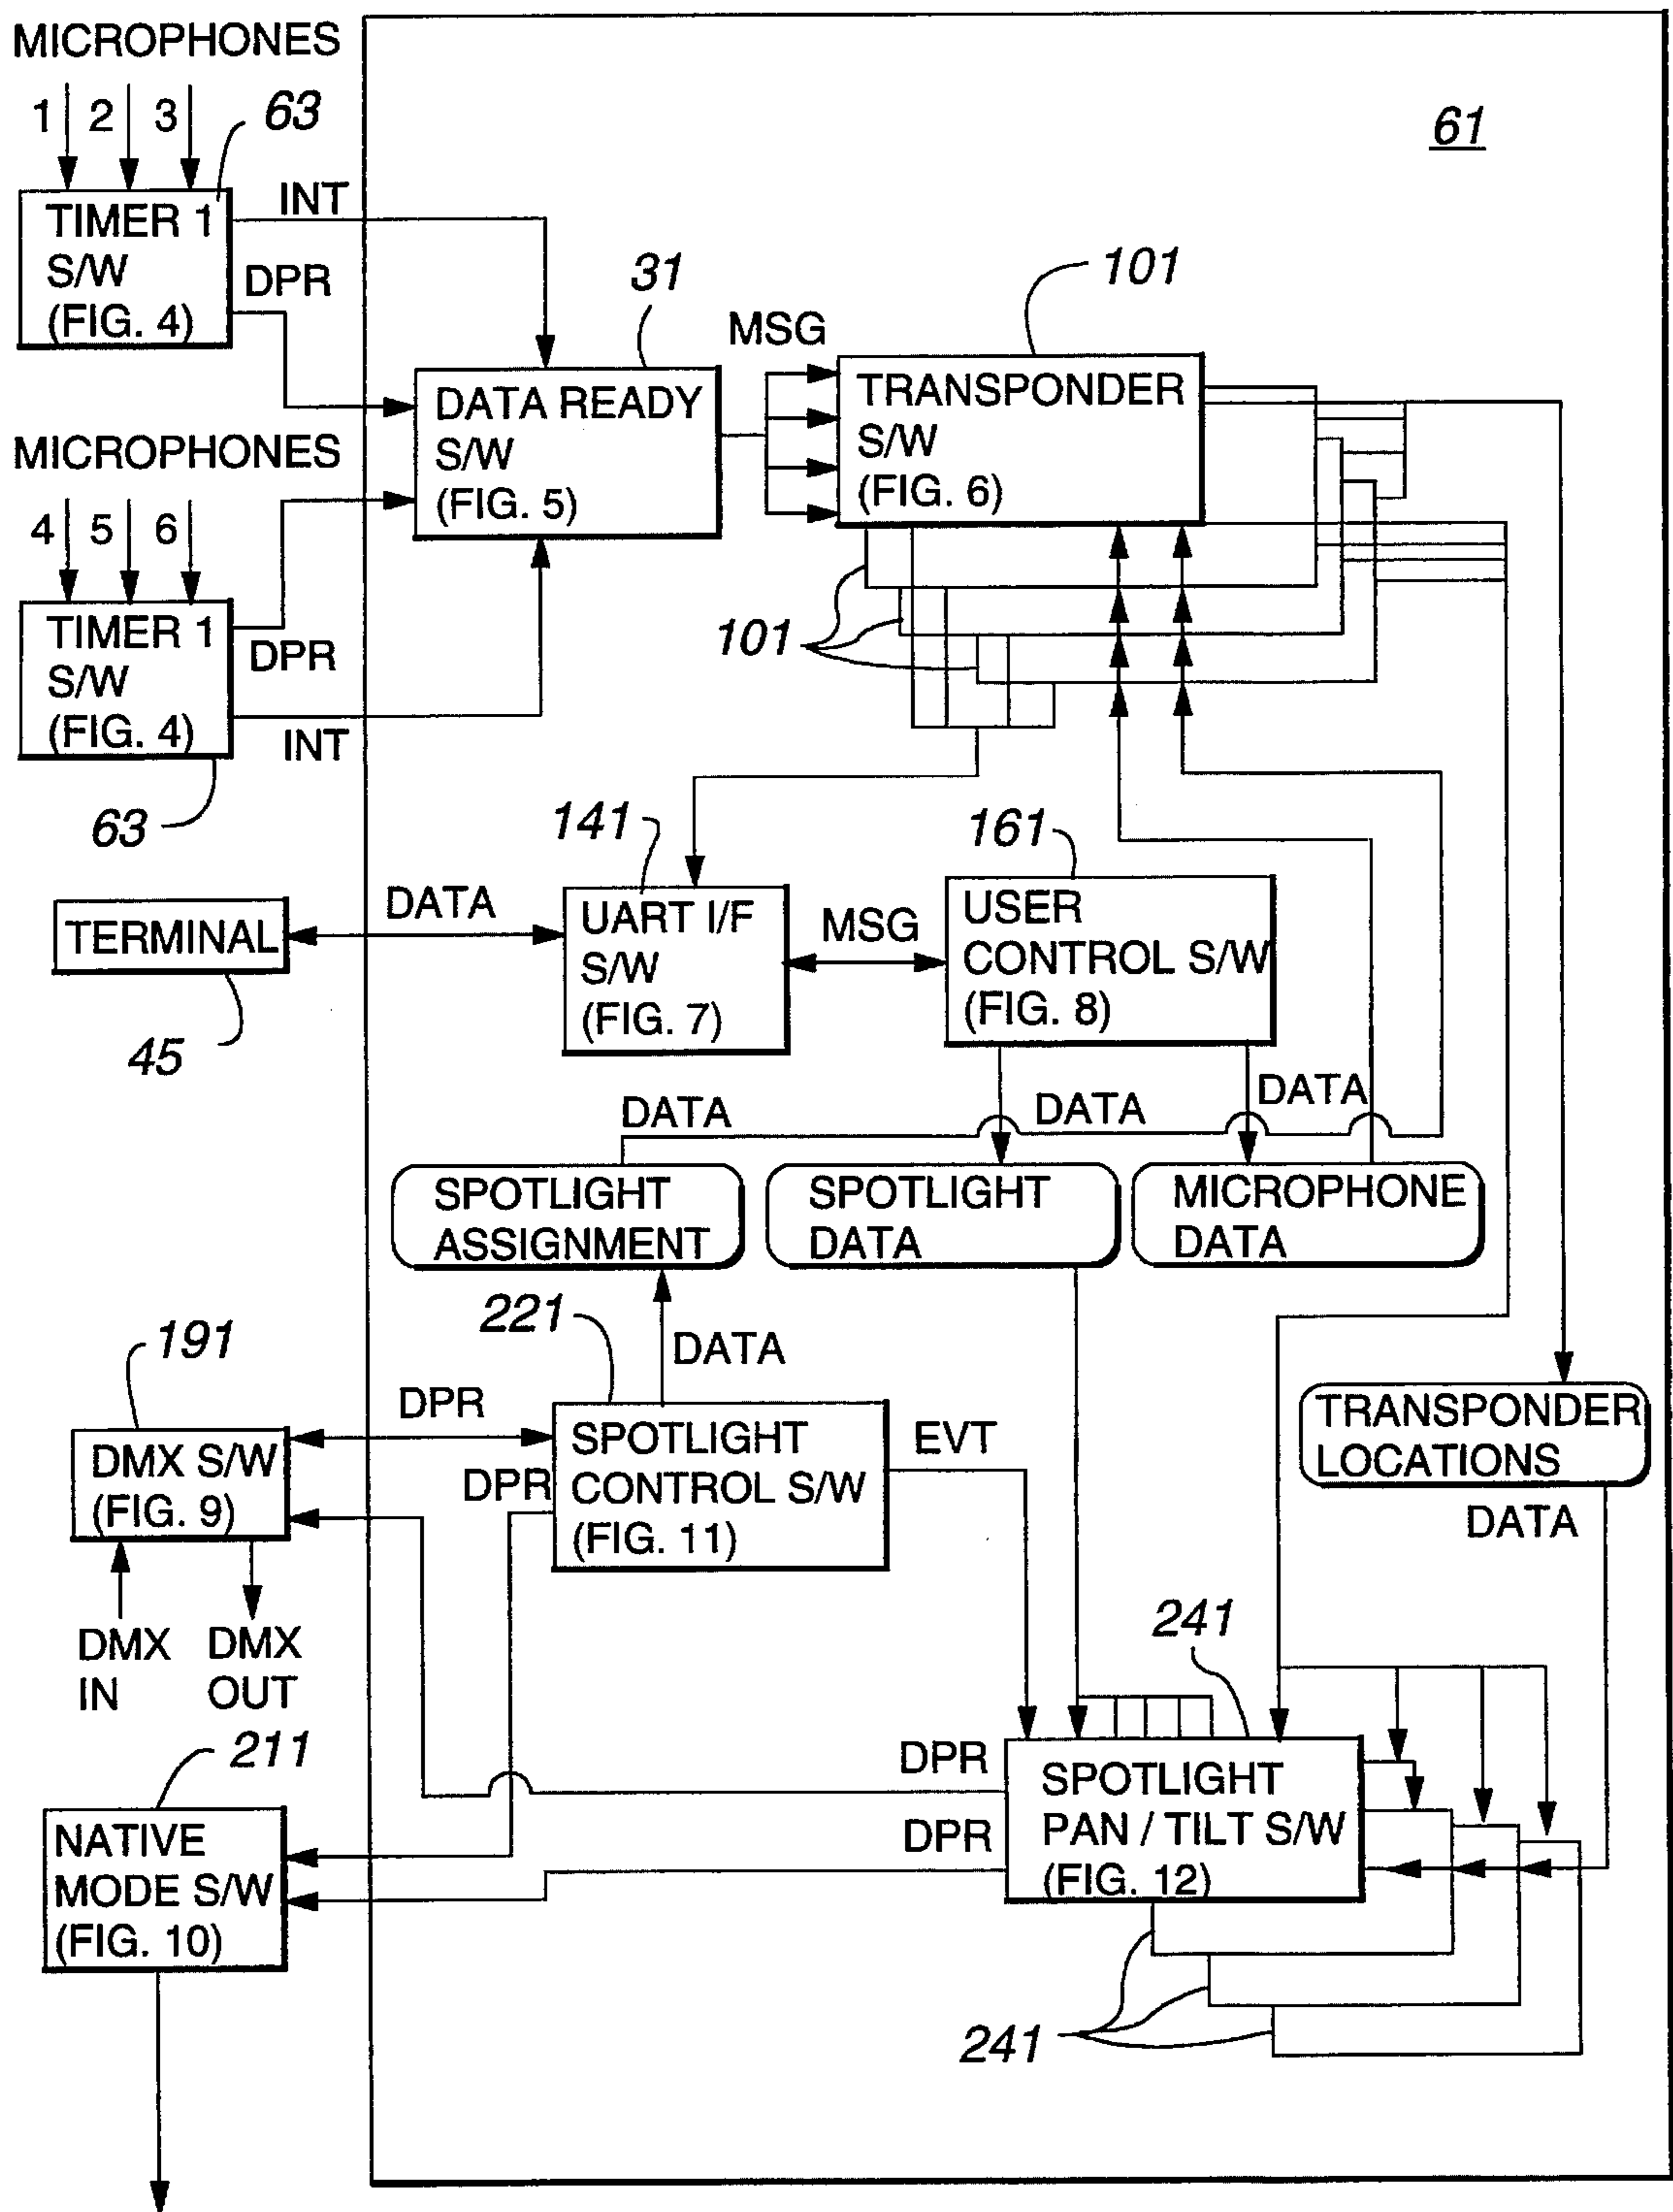 MICROPHONES
1 2 3
63
61
TIMER 1
S/W
(FIG. 4)
INT
DPR
31
101
MSG
DATA READY
S/W
(FIG. 5)
TRANSPONDER
S/W
(FIG. 6)
MICROPHONES
4 5 6
TIMER 1
S/W
(FIG. 4)
DPR
INT
63
101
141
161
TERMINAL
45
DATA
UART I/F
S/W
(FIG. 7)
MSG
USER
CONTROL S/W
(FIG. 8)
DATA
DATA
DATA
SPOTLIGHT
ASSIGNMENT
SPOTLIGHT
DATA
MICROPHONE
DATA
221
DATA
191
DPR
DMX S/W
(FIG. 9)
DPR
SPOTLIGHT
CONTROL S/W
(FIG. 11)
EVT
TRANSPONDER
LOCATIONS
DATA
DMX
IN
DMX
OUT
241
211
DPR
DPR
SPOTLIGHT
PAN / TILT S/W
(FIG. 12)
NATIVE
MODE S/W
(FIG. 10)
241